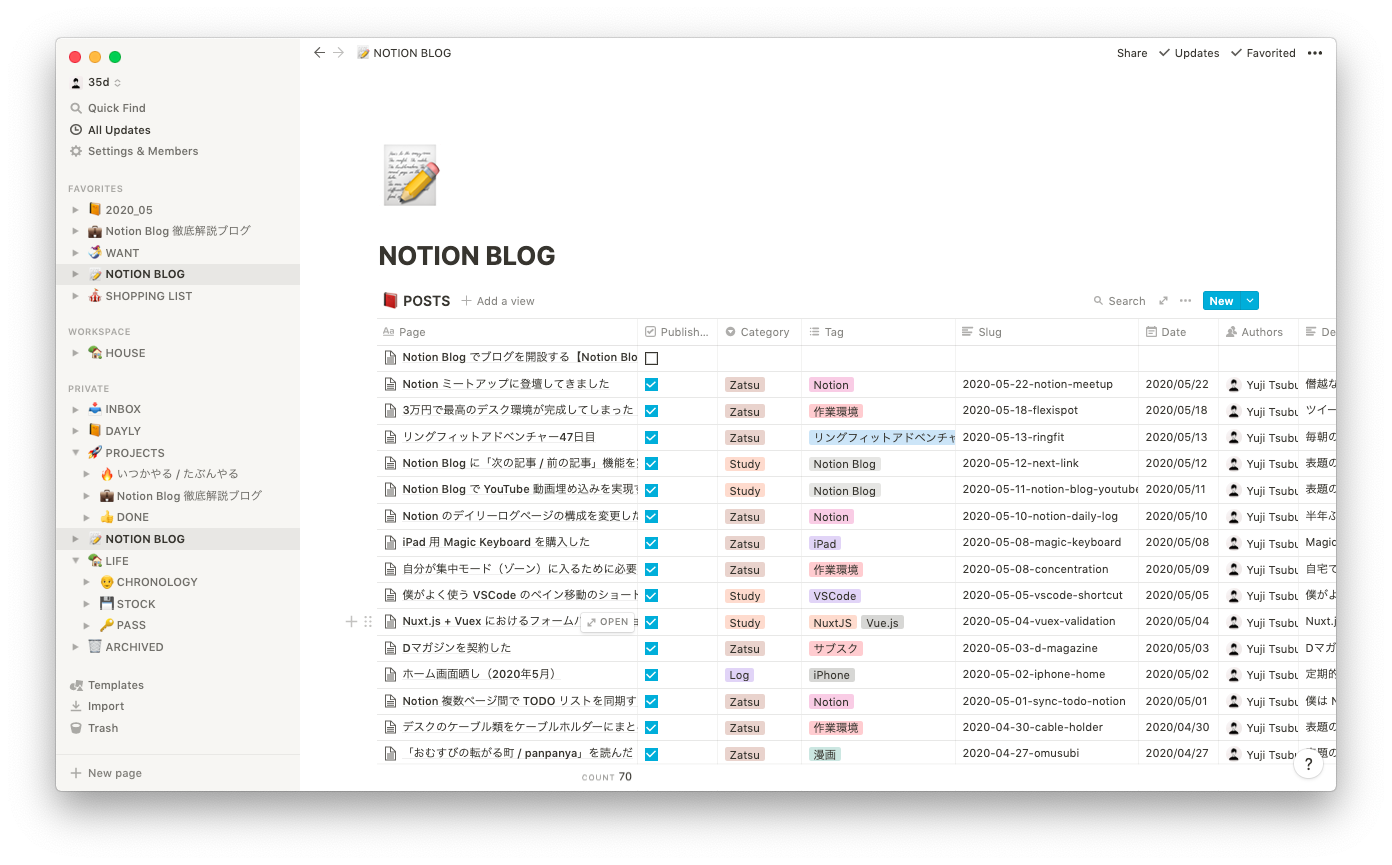 NOTION BLOG
Share
Updates
Favorited
35d
Quick Find
All Updates
Settings & Members
FAVORITES
2020_05
Notion Blog 徹底解説ブログ
WANT
NOTION BLOG
SHOPPING LIST
WORKSPACE
HOUSE
PRIVATE
INBOX
DAYLY
PROJECTS
いつかやる / たぶんやる
Notion Blog 徹底解説ブログ
DONE
NOTION BLOG
LIFE
CHRONOLOGY
STOCK
PASS
ARCHIVED
Templates
Import
Trash
New page
NOTION BLOG
POSTS Add a view Search New
Page Publish... Category Tag Slug Date Authors De
Notion Blog でブログを開設する【Notion Blo
Notion ミートアップに登壇してきました Zatsu Notion 2020-05-22-notion-meetup 2020/05/22 Yuji Tsubu 僭越な
3万円で最高のデスク環境が完成してしまった Zatsu 作業環境 2020-05-18-flexispot 2020/05/18 Yuji Tsubu ツイー
リングフィットアドベンチャー47日目 Zatsu リングフィットアドベンチャ 2020-05-13-ringfit 2020/05/13 Yuji Tsubu 毎朝の
Notion Blog に「次の記事 / 前の記事」機能を Study Notion Blog 2020-05-12-next-link 2020/05/12 Yuji Tsubu 表題の
Notion Blog で YouTube 動画埋め込みを実現す Study Notion Blog 2020-05-11-notion-blog-youtube 2020/05/11 Yuji Tsubu 表題の
Notion のデイリーログページの構成を変更した Zatsu Notion 2020-05-10-notion-daily-log 2020/05/10 Yuji Tsubu 半年ぶ
iPad 用 Magic Keyboard を購入した Zatsu iPad 2020-05-08-magic-keyboard 2020/05/08 Yuji Tsubu Magic
自分が集中モード（ゾーン）に入るために必要 Zatsu 作業環境 2020-05-08-concentration 2020/05/09 Yuji Tsubu 自宅で
僕がよく使う VSCode のペイン移動のショート Study VSCode 2020-05-05-vscode-shortcut 2020/05/05 Yuji Tsubu 僕がよ
Nuxt.js + Vuex におけるフォームバ OPEN Study NuxtJS Vue.js 2020-05-04-vuex-validation 2020/05/04 Yuji Tsubu Nuxt.j
Dマガジンを契約した Zatsu サブスク 2020-05-03-d-magazine 2020/05/03 Yuji Tsubu Dマガ
ホーム画面晒し（2020年5月） Log iPhone 2020-05-02-iphone-home 2020/05/02 Yuji Tsubu 定期的
Notion 複数ページ間で TODO リストを同期す Zatsu Notion 2020-05-01-sync-todo-notion 2020/05/01 Yuji Tsubu 僕は N
デスクのケーブル類をケーブルホルダーにまと Zatsu 作業環境 2020-04-30-cable-holder 2020/04/30 Yuji Tsubu 表題の
「おむすびの転がる町 / panpanya」を読んだ Zatsu 漫画 2020-04-27-omusubi 2020/04/27 Yuji Tsubu 表題の
COUNT 70
?